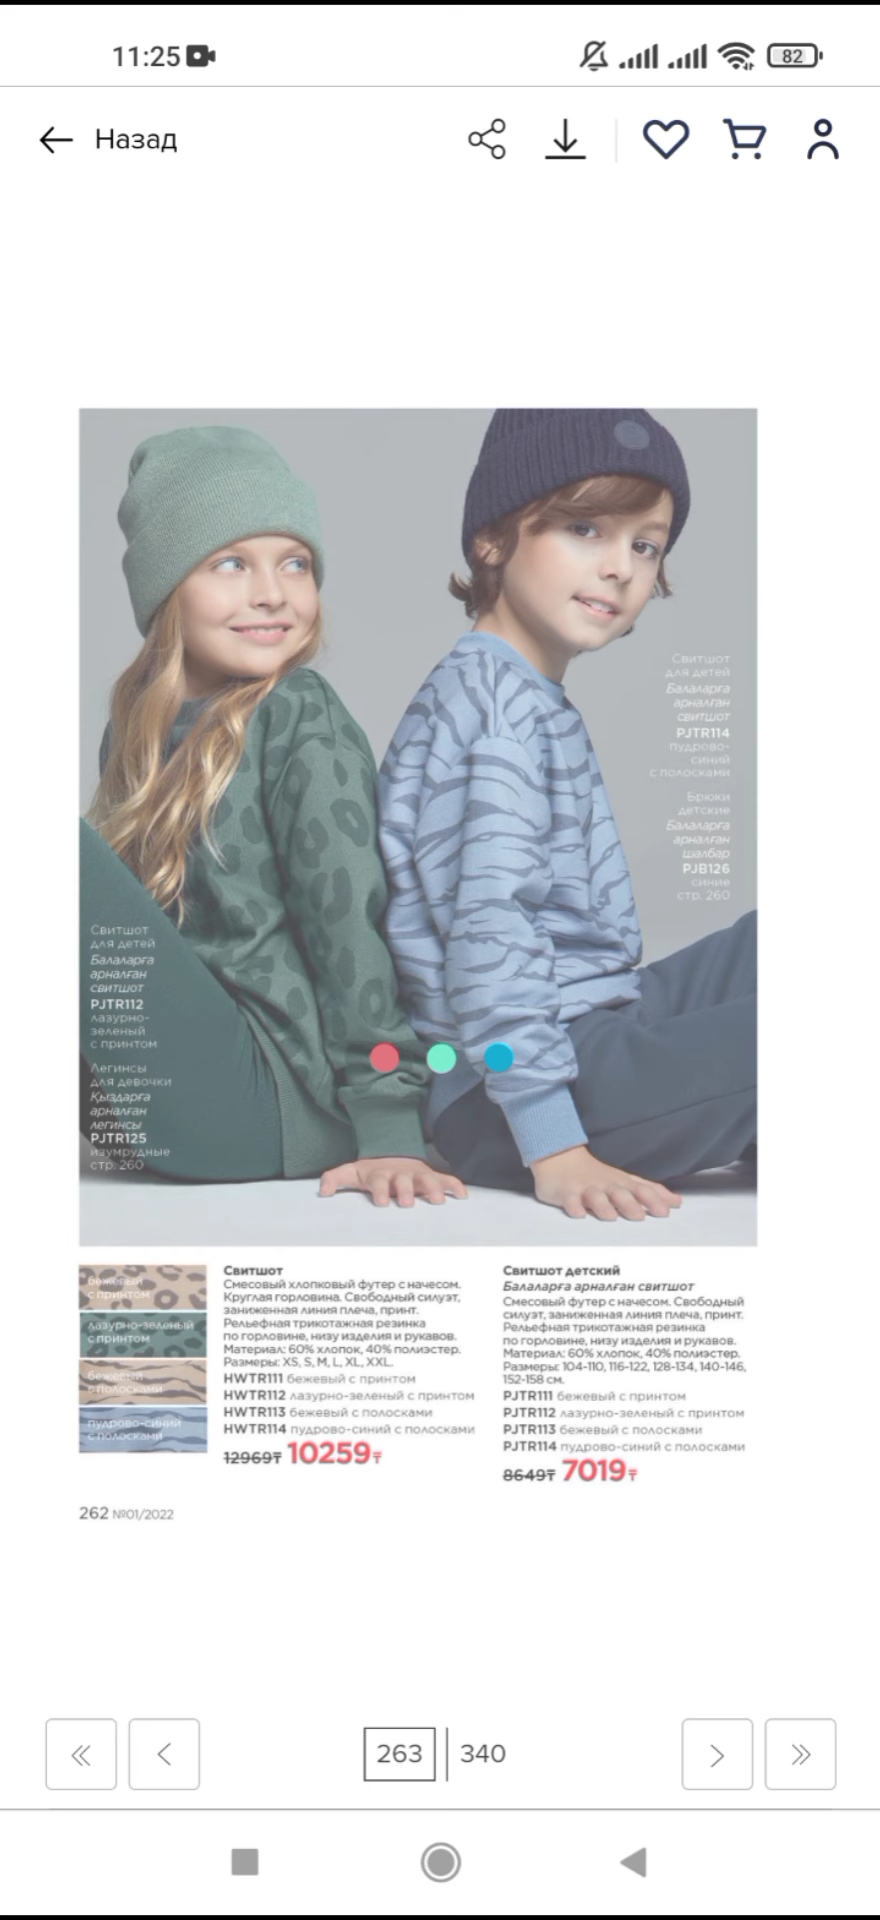 11:25
82
Назад
Свитшот
для детей
Балаларға
арналған
свитшот
PJTR114
пудрово-
синий
с полосками
Брюки
детские
Балаларға
арналған
шалбар
PJB126
синие
стр. 260
Свитшот
для детей
Балаларға
арналған
свитшот
PJTR112
лазурно-
зеленый
с принтом
Легинсы
для девочки
Қыздарға
арналған
легинсы
PJTR125
изумрудные
стр. 260
бежевый
с принтом
лазурно-зеленый
с принтом
бежевый
с полосками
пудрово-синий
с полосками
Свитшот
Смесовый хлопковый футер с начесом.
Круглая горловина. Свободный силуэт,
заниженная линия плеча, принт.
Рельефная трикотажная резинка
по горловине, низу изделия и рукавов.
Материал: 60% хлопок, 40% полиэстер.
Размеры: XS, S, M, L, XL, XXL.
HWTR111 бежевый с принтом
HWTR112 лазурно-зеленый с принтом
HWTR113 бежевый с полосками
HWTR114 пудрово-синий с полосками
12969₸ 10259₸
Свитшот детский
Балаларға арналған свитшот
Смесовый футер с начесом. Свободный
силуэт, заниженная линия плеча, принт.
Рельефная трикотажная резинка
по горловине, низу изделия и рукавов.
Материал: 60% хлопок, 40% полиэстер.
Размеры: 104-110, 116-122, 128-134, 140-146,
152-158 см.
PJTR111 бежевый с принтом
PJTR112 лазурно-зеленый с принтом
PJTR113 бежевый с полосками
PJTR114 пудрово-синий с полосками
8649₸ 7019₸
262 №01/2022
263 340